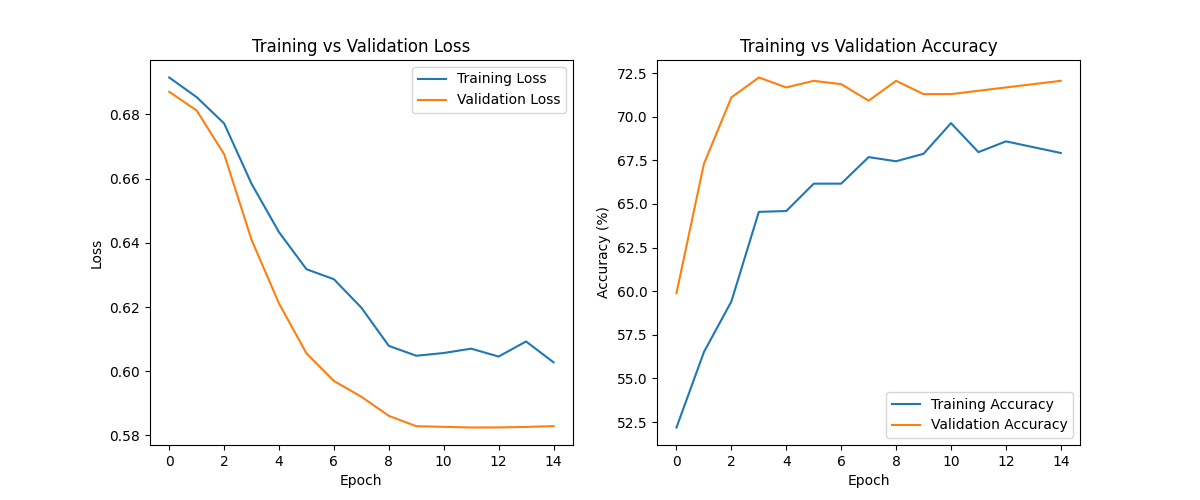 Training vs Validation Loss
Training Loss
Validation Loss
0.68
0.66
0.64
0.62
0.60
0.58
Loss
0 2 4 6 8 10 12 14
Epoch
Training vs Validation Accuracy
72.5
70.0
67.5
65.0
62.5
60.0
57.5
55.0
52.5
Accuracy (%)
Training Accuracy
Validation Accuracy
0 2 4 6 8 10 12 14
Epoch